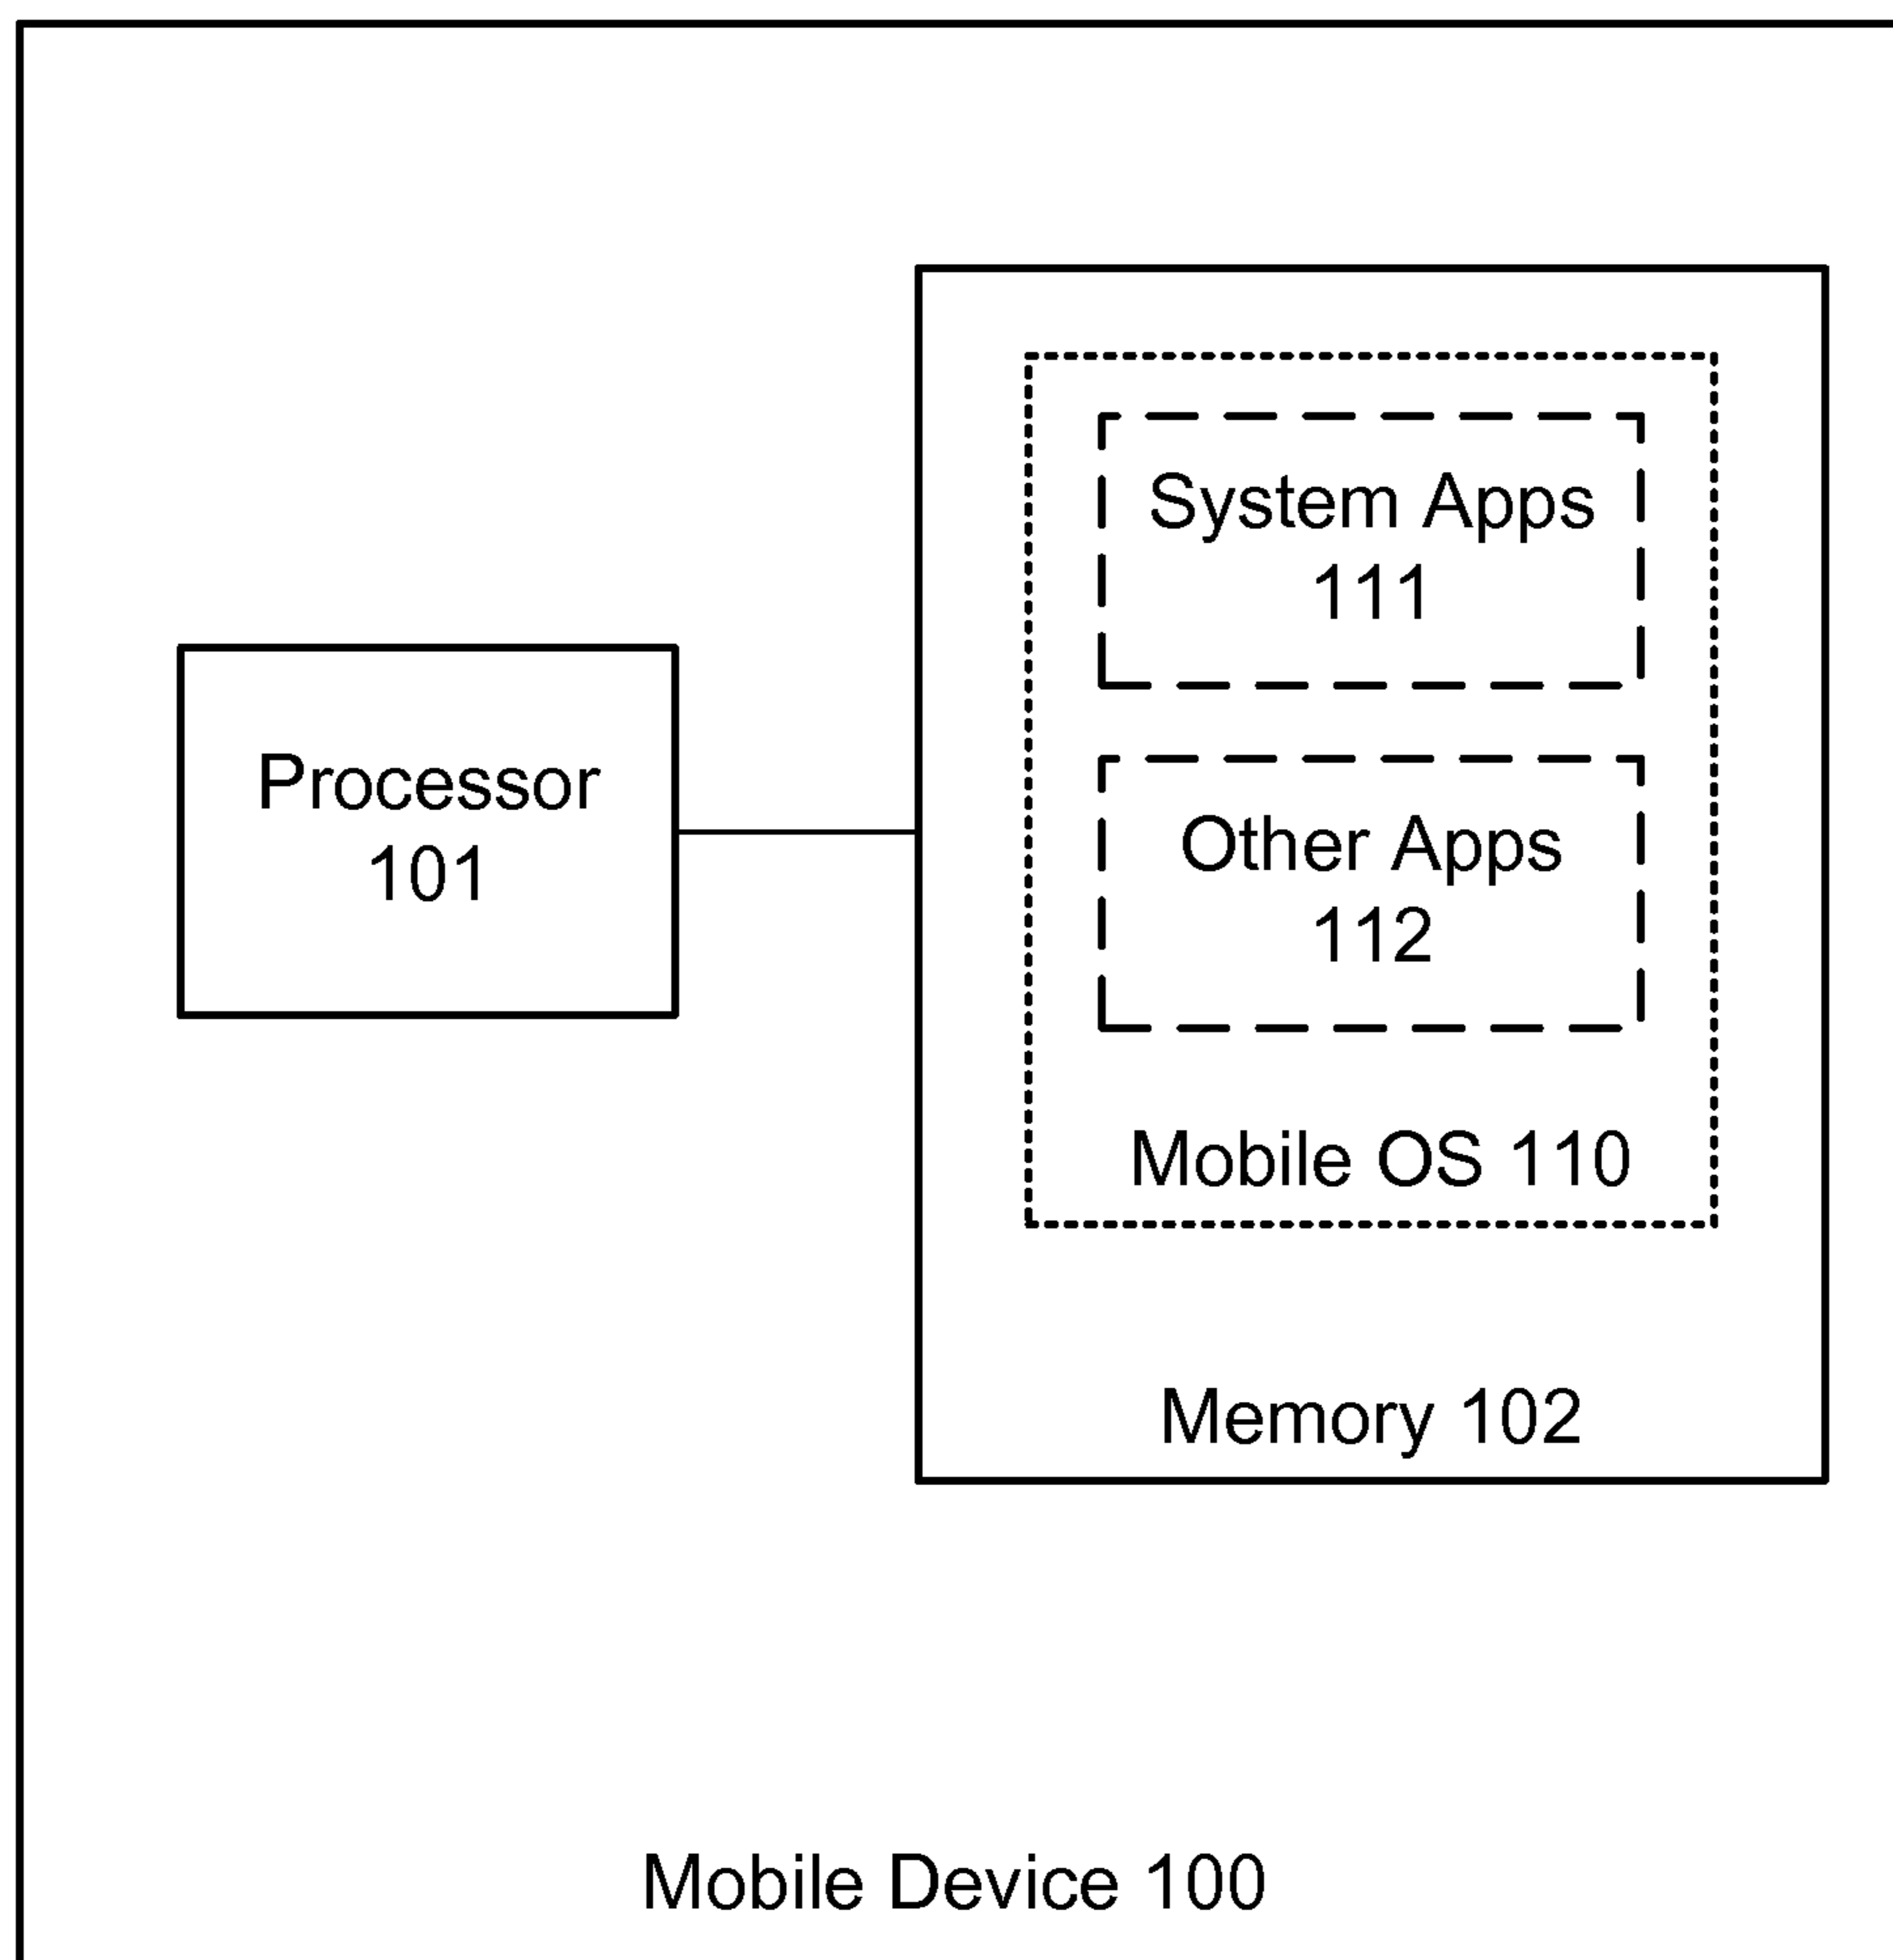 System Apps
111
Processor
101
Other Apps
112
Mobile OS 110
Memory 102
Mobile Device 100